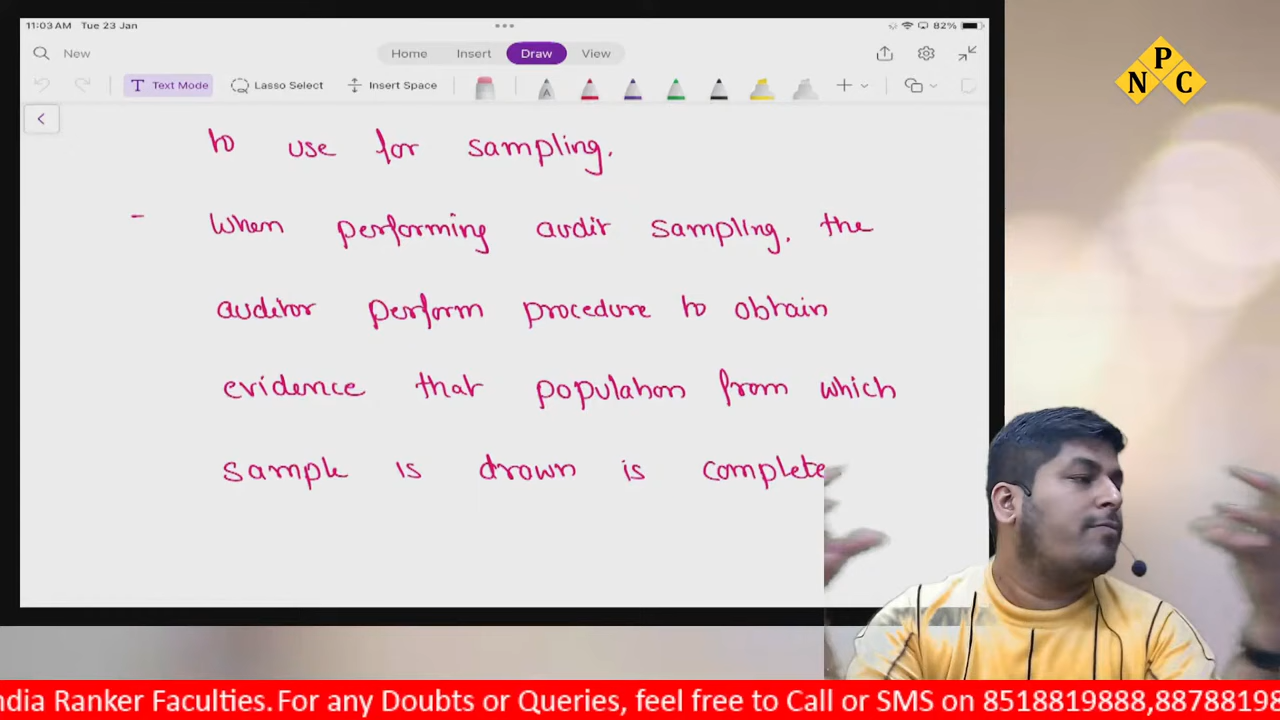 11:03 AM Tue 23 Jan
82%
New
Home Insert Draw View
Text Mode Lasso Select Insert Space
to use for sampling.
- When performing audit sampling, the
auditor perform procedure to obtain
evidence that population from which
sample is drown is complete
N P C
ndia Ranker Faculties. For any Doubts or Queries, feel free to Call or SMS on 8518819888,88788198